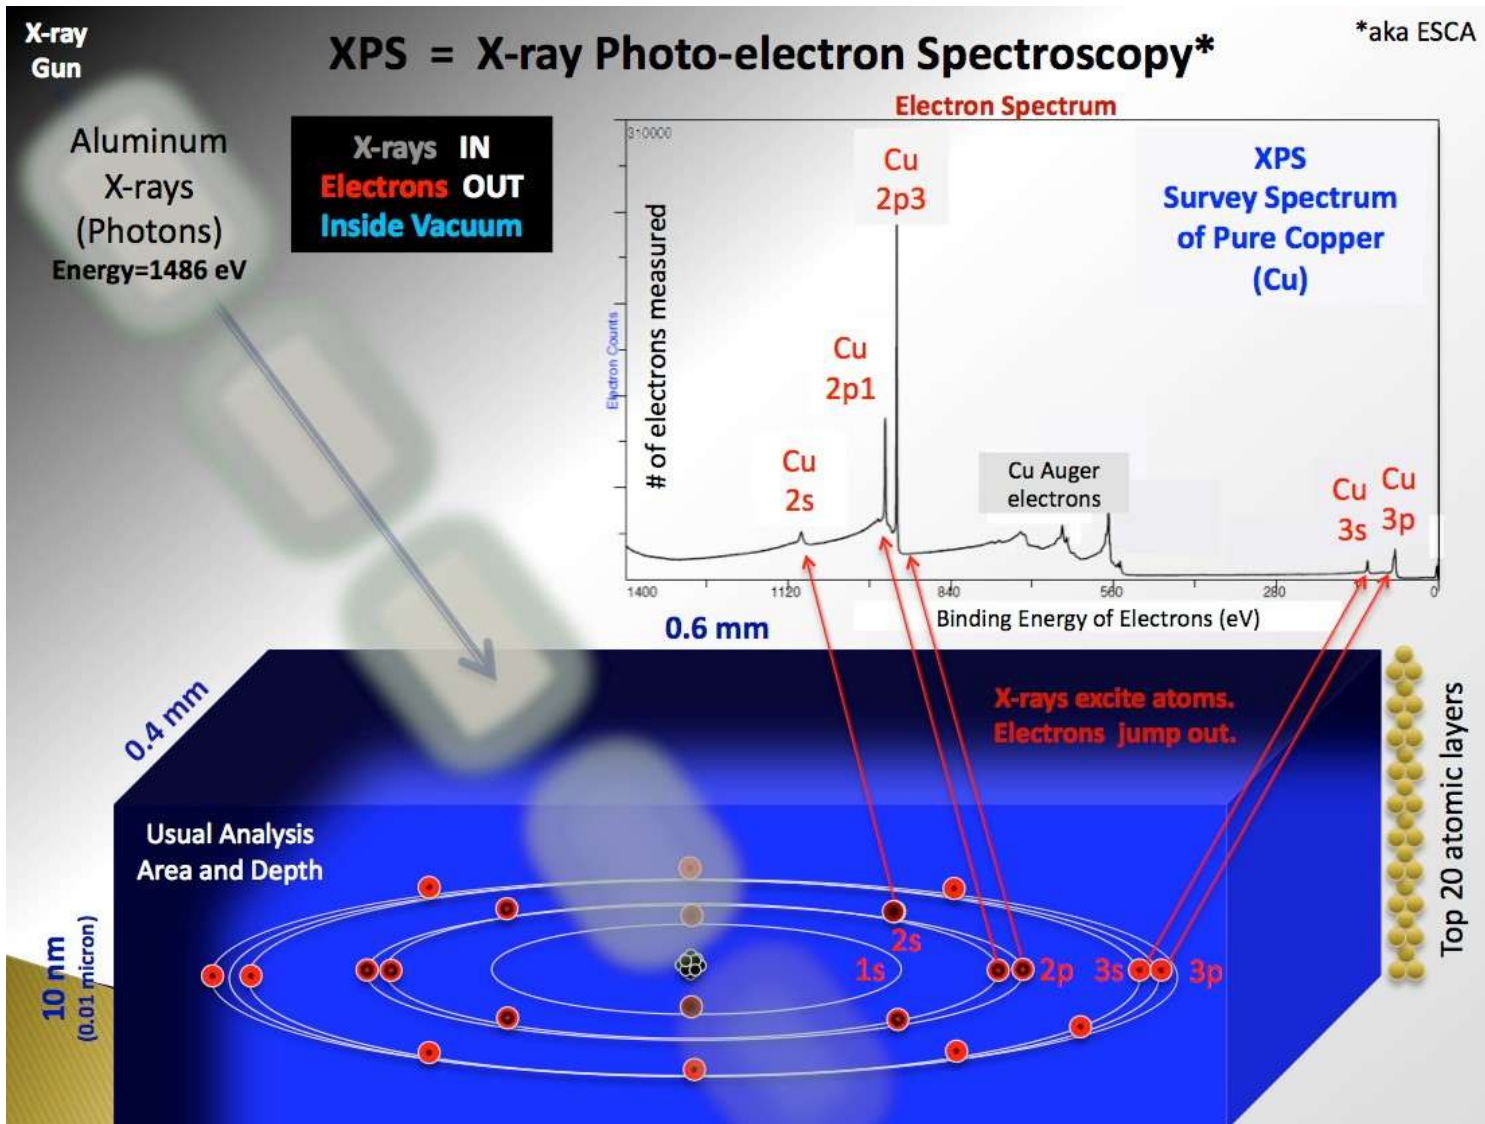 X-ray
Gun
XPS = X-ray Photo-electron Spectroscopy*
*aka ESCA
Aluminum
X-rays
(Photons)
Energy=1486 eV
X-rays IN
Electrons OUT
Inside Vacuum
Electron Spectrum
310000
Electron Counts
# of electrons measured
XPS
Survey Spectrum
of Pure Copper
(Cu)
Cu
2p3
Cu
2p1
Cu
2s
Cu Auger
electrons
Cu
3s
Cu
3p
1400
1120
840
560
280
0
Binding Energy of Electrons (eV)
0.6 mm
0.4 mm
X-rays excite atoms.
Electrons jump out.
Usual Analysis
Area and Depth
10 nm
(0.01 micron)
2s
1s
2p
3s
3p
Top 20 atomic layers